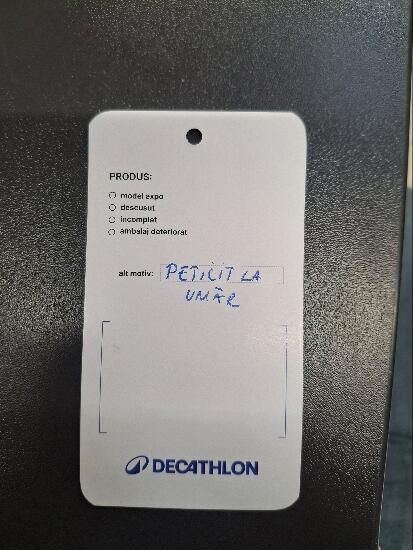 PRODUS:
model expo
descusut
incomplet
ambalaj deteriorat
alt motiv: PETICIT LA
UMĂR
DECATHLON